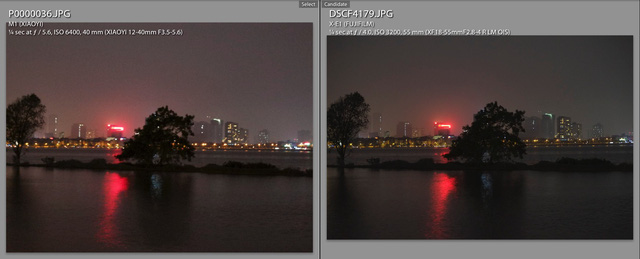 Select
P0000036.JPG
M1 (XIAOYI)
¼ sec at ƒ / 5.6, ISO 6400, 40 mm (XIAOYI 12-40mm F3.5-5.6)
Candidate
DSCF4179.JPG
X-E1 (FUJIFILM)
¼ sec at ƒ / 4.0, ISO 3200, 55 mm (XF18-55mmF2.8-4 R LM OIS)